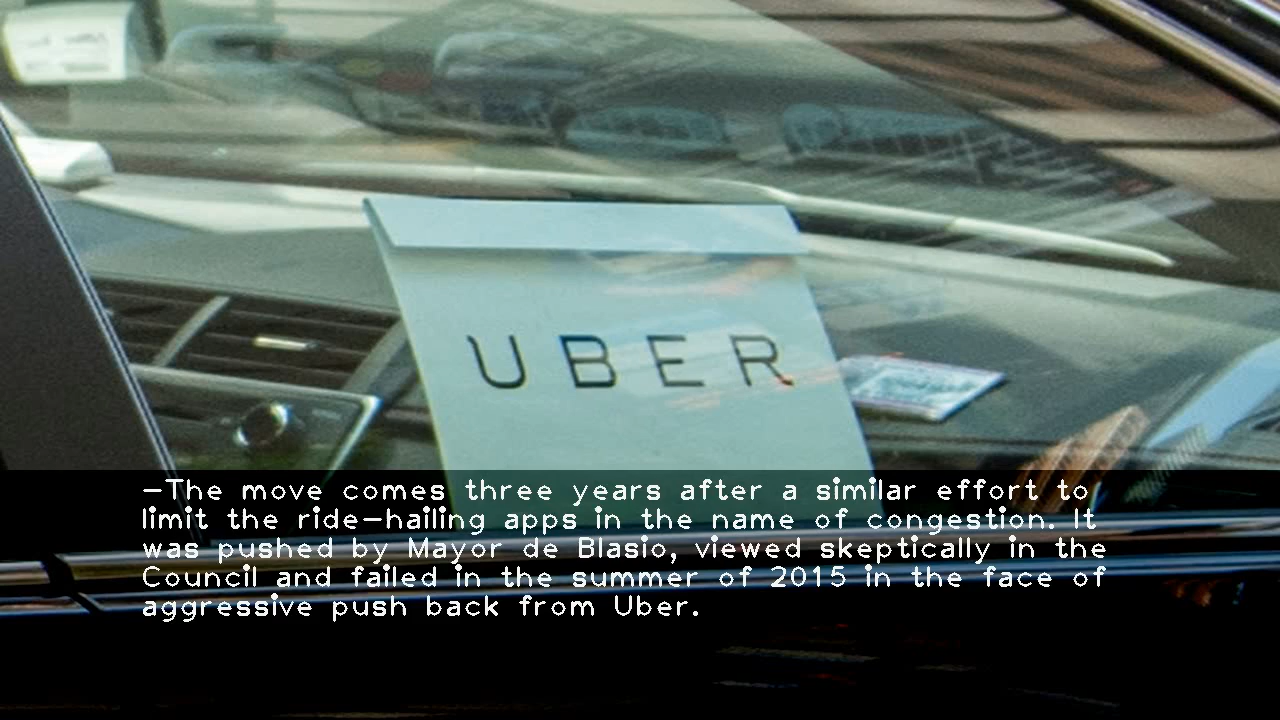 UBER
-The move comes three years after a similar effort to
limit the ride-hailing apps in the name of congestion. It
was pushed by Mayor de Blasio, viewed skeptically in the
Council and failed in the summer of 2015 in the face of
aggressive push back from Uber.